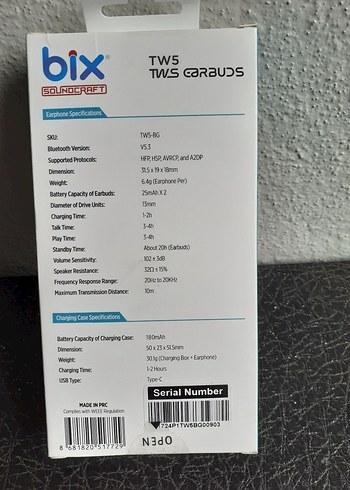 bix
SOUNDCRAFT
TW5
TWS EARBUDS
Earphone Specifications
SKU: TW5-BG
Bluetooth Version: V5.3
Supported Protocols: HFP, HSP, AVRCP, and A2DP
Dimension: 31.5 x 19 x 18mm
Weight: 6.4g (Earphone Per)
Battery Capacity of Earbuds: 25mAh X 2
Diameter of Drive Units: 13mm
Charging Time: 1-2h
Talk Time: 3-4h
Play Time: 3-4h
Standby Time: About 20h (Earbuds)
Volume Sensitivity: 102 ± 3dB
Speaker Resistance: 32Ω ± 15%
Frequency Response Range: 20Hz to 20KHz
Maximum Transmission Distance: 10m
Charging Case Specifications
Battery Capacity of Charging Case: 180mAh
Dimension: 50 x 23 x 51.5mm
Weight: 30.1g (Charging Box + Earphone)
Charging Time: 1-2 Hours
USB Type: Type-C
Serial Number
724P1TW5BG00903
MADE IN PRC
Complies with WEEE Regulation
8 681820 517729
OPEN